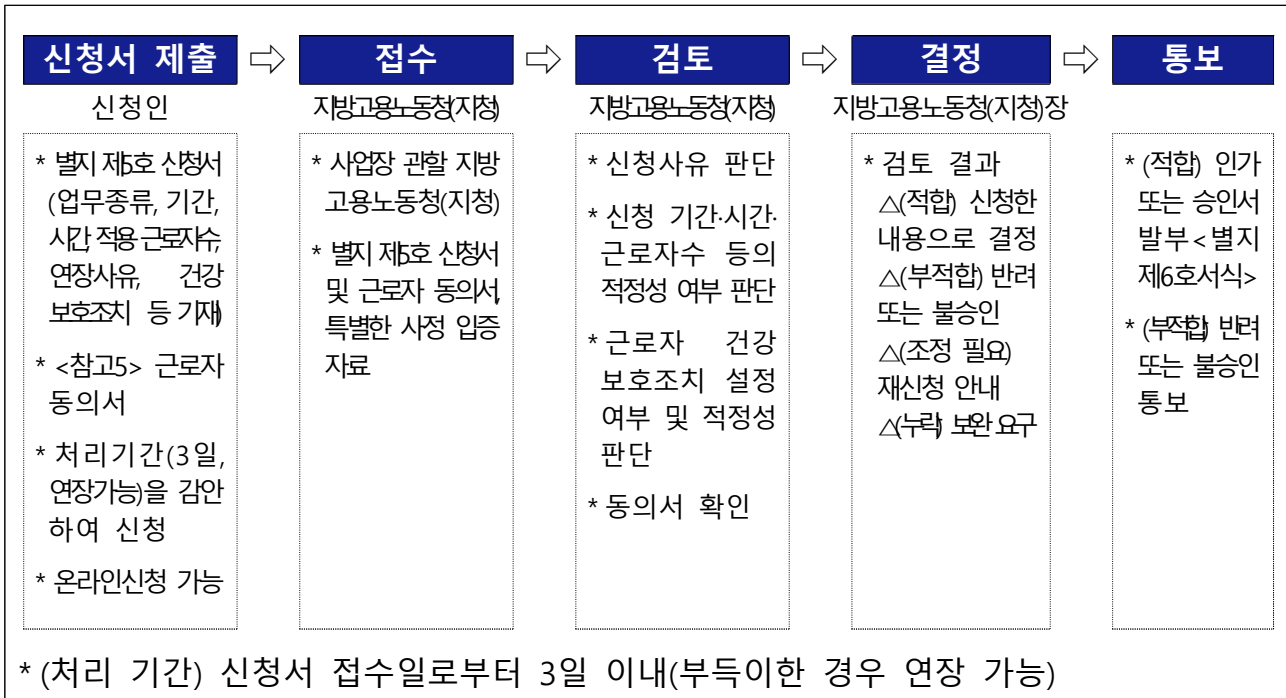 신청서 제출 ⇨ 접수 ⇨ 검토 ⇨ 결정 ⇨ 통보
신청인
지방고용노동청(지청)
지방고용노동청(지청)
지방고용노동청(지청)장
* 별지 제5호 신청서
(업무종류, 기간,
시간, 적용 근로자수,
연장사유, 건강
보호조치 등 기재)
* <참고5> 근로자
동의서
* 처리기간(3일,
연장가능)을 감안
하여 신청
* 온라인신청 가능
* 사업장 관할 지방
고용노동청(지청)
* 별지 제5호 신청서
및 근로자 동의서,
특별한 사정 입증
자료
* 신청사유 판단
* 신청 기간·시간·
근로자수 등의
적정성 여부 판단
* 근로자 건강
보호조치 설정
여부 및 적정성
판단
* 동의서 확인
* 검토 결과
△(적합) 신청한
내용으로 결정
△(부적합) 반려
또는 불승인
△(조정 필요)
재신청 안내
△(누락) 보완 요구
* (적합) 인가
또는 승인서
발부<별지
제6호서식>
* (부적합) 반려
또는 불승인
통보
* (처리 기간) 신청서 접수일로부터 3일 이내(부득이한 경우 연장 가능)